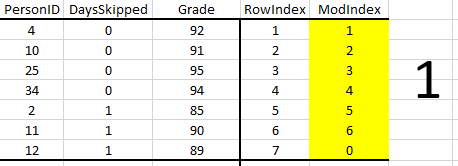 PersonID DaysSkipped Grade RowIndex ModIndex
4 0 92 1 1
10 0 91 2 2
25 0 95 3 3
34 0 94 4 4
2 1 85 5 5
11 1 90 6 6
12 1 89 7 0
1